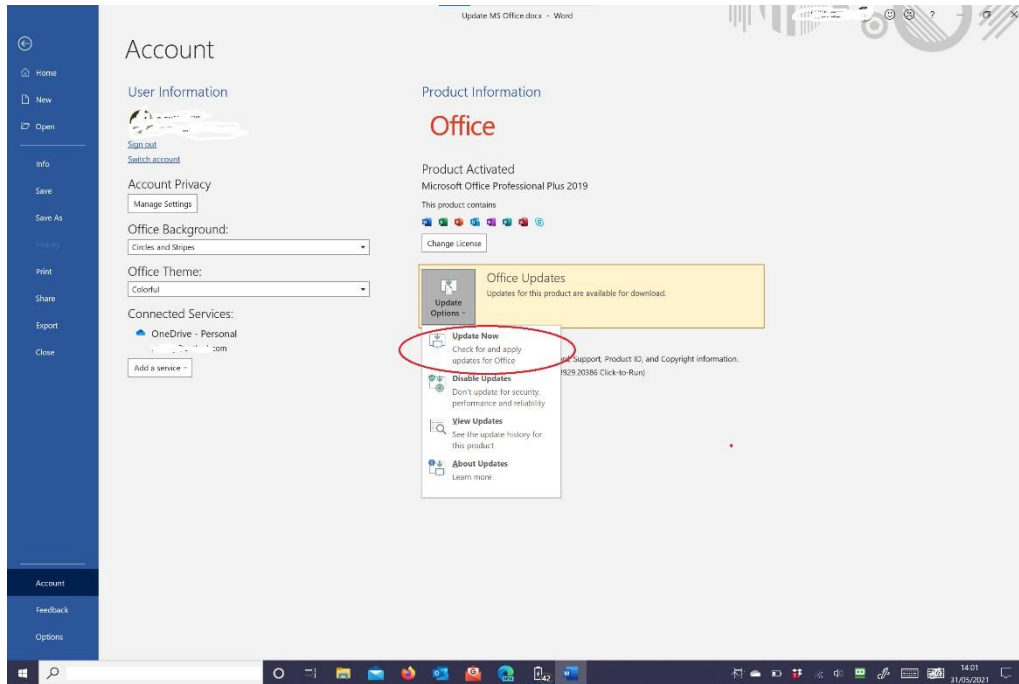 Update MS Office.docx - Word
?
Account
Home
New
Open
Info
Save
Save As
History
Print
Share
Export
Close
Account
Feedback
Options
User Information
Sign out
Switch account
Account Privacy
Manage Settings
Office Background:
Circles and Stripes
Office Theme:
Colorful
Connected Services:
OneDrive - Personal
.com
Add a service
Product Information
Office
Product Activated
Microsoft Office Professional Plus 2019
This product contains
Change License
Update
Options
Office Updates
Updates for this product are available for download.
Update Now
Check for and apply
updates for Office
Disable Updates
Don't update for security,
performance and reliability
View Updates
See the update history for
this product
About Updates
Learn more
Support, Product ID, and Copyright information.
20386 Click-to-Run)
42
14:01
31/05/2021